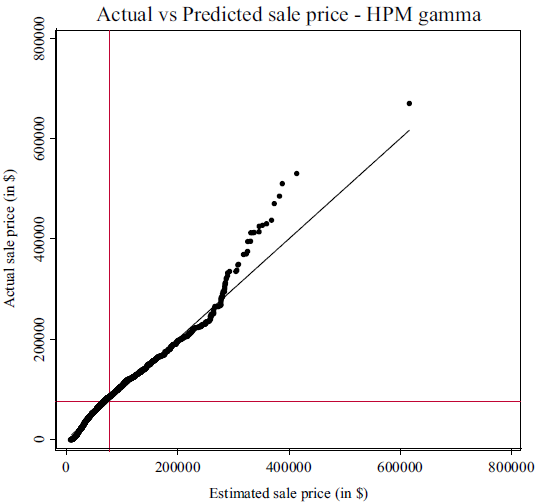 Actual vs Predicted sale price - HPM gamma
Actual sale price (in $)
800000
600000
400000
200000
0
0 200000 400000 600000 800000
Estimated sale price (in $)